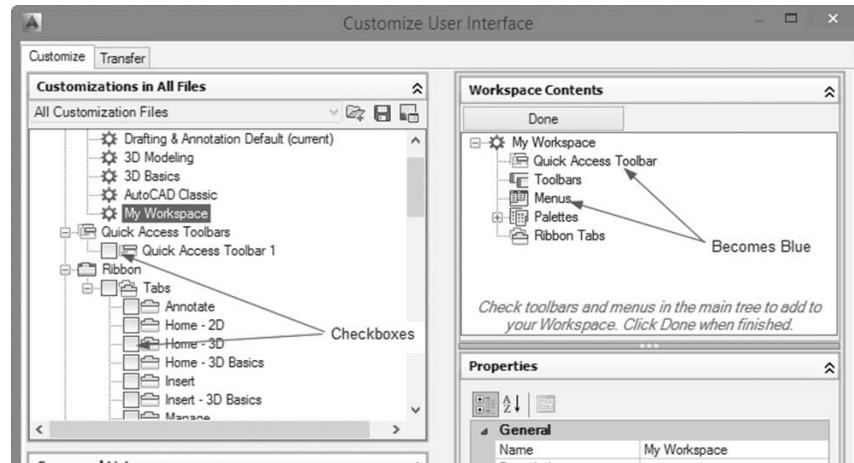 Customize User Interface
Customize
Transfer
Customizations in All Files
All Customization Files
Drafting & Annotation Default (current)
3D Modeling
3D Basics
AutoCAD Classic
My Workspace
Quick Access Toolbars
Quick Access Toolbar 1
Ribbon
Tabs
Annotate
Home - 2D
Home - 3D
Home - 3D Basics
Insert
Insert - 3D Basics
Manage
Checkboxes
Workspace Contents
Done
My Workspace
Quick Access Toolbar
Toolbars
Menus
Palettes
Ribbon Tabs
Becomes Blue
Check toolbars and menus in the main tree to add to
your Workspace. Click Done when finished.
Properties
General
Name My Workspace